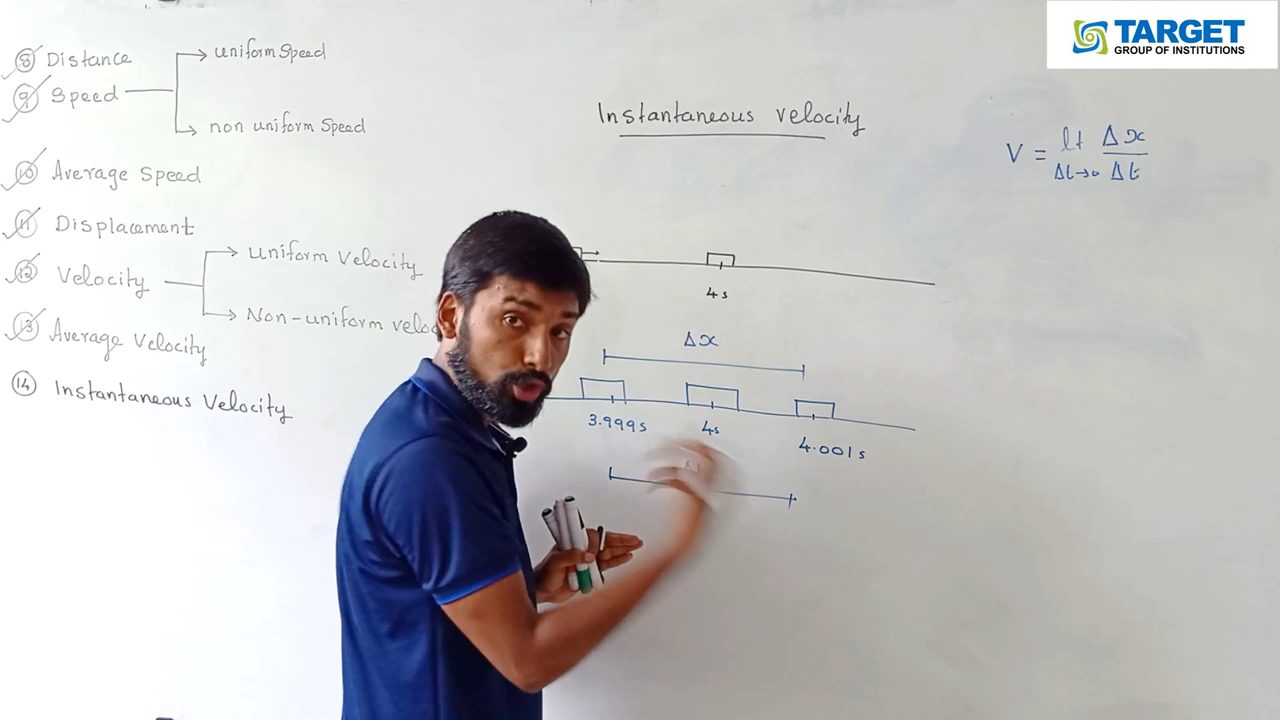 TARGET
GROUP OF INSTITUTIONS
⑧ Distance
uniform Speed
⑨ Speed
non uniform Speed
⑩ Average Speed
⑪ Displacement
⑫ Velocity
uniform Velocity
Non-uniform velo
⑬ Average Velocity
⑭ Instantaneous Velocity
Instantaneous velocity
V = lt Δx
Δt→0 Δt
4s
Δx
3.999s 4s 4.001s